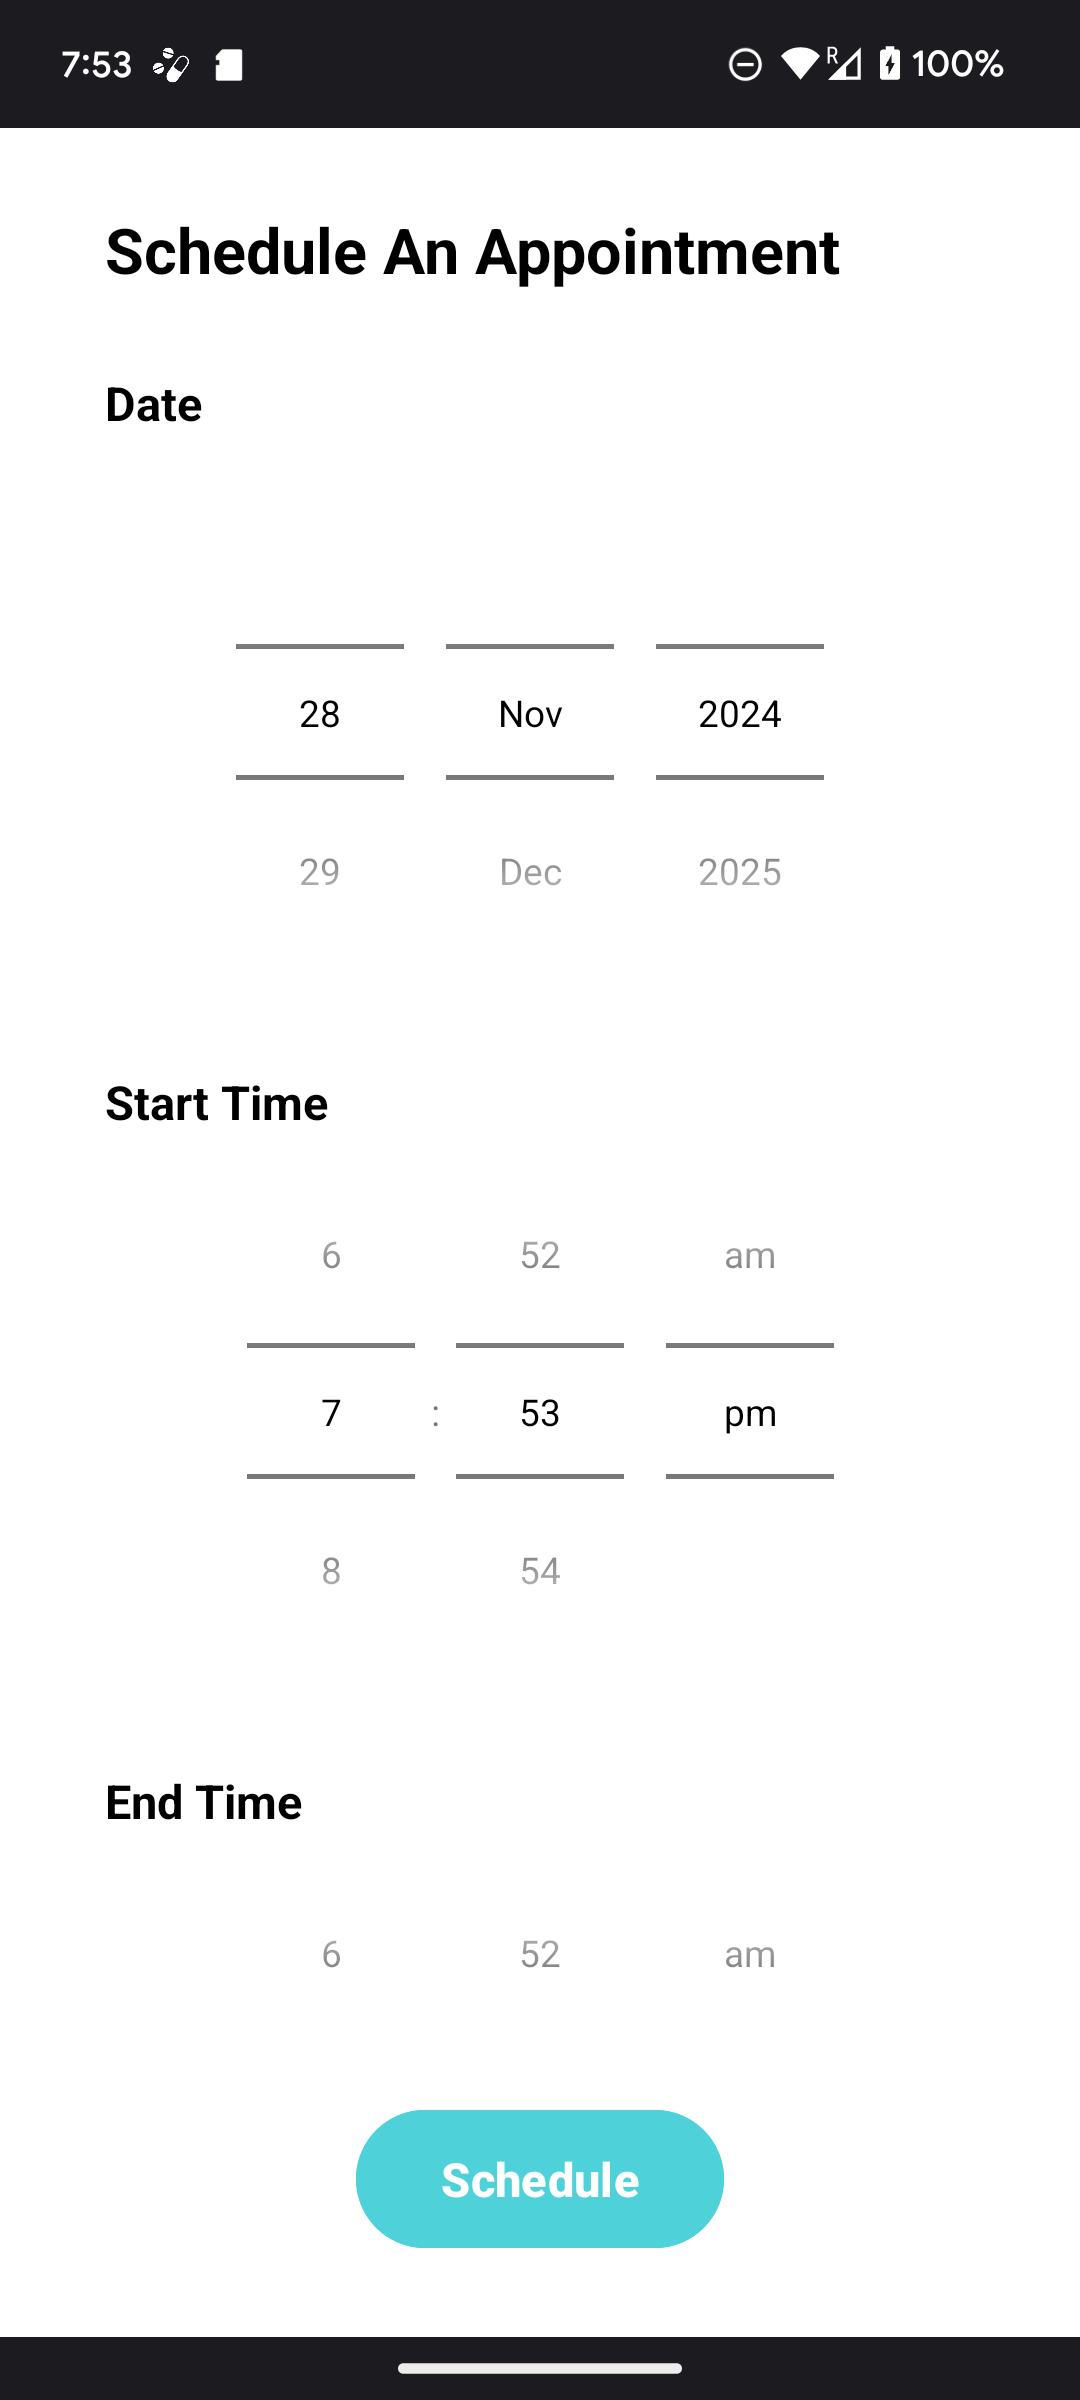 7:53 R 100%
Schedule An Appointment
Date
28 Nov 2024
29 Dec 2025
Start Time
6 52 am
7 : 53 pm
8 54
End Time
6 52 am
Schedule